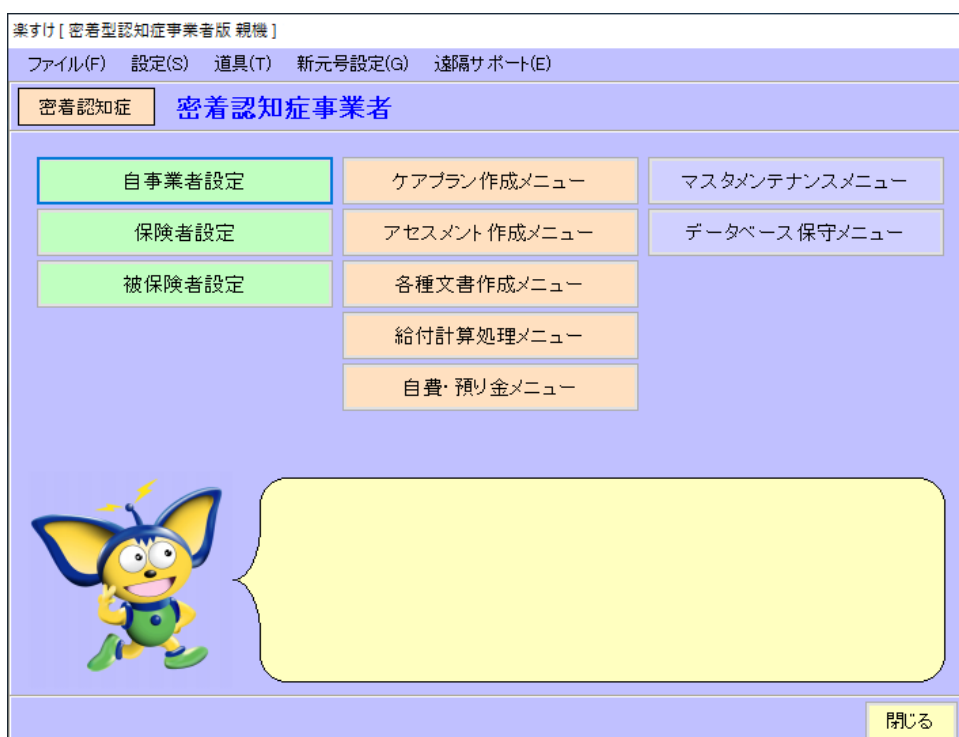 楽すけ [ 密着型認知症事業者版 親機 ]
ファイル(F) 設定(S) 道具(T) 新元号設定(G) 遠隔サポート(E)
密着認知症 密着認知症事業者
自事業者設定 ケアプラン作成メニュー マスタメンテナンスメニュー
保険者設定 アセスメント作成メニュー データベース保守メニュー
被保険者設定 各種文書作成メニュー
給付計算処理メニュー
自費・預り金メニュー
閉じる